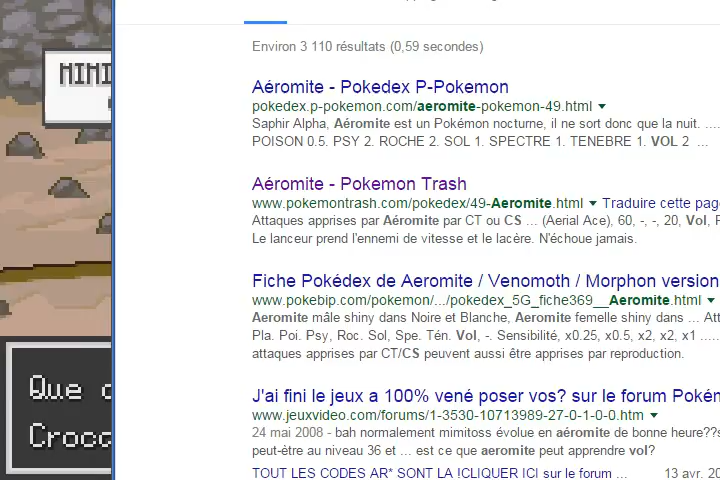 MINI
Que
Environ 3 110 résultats (0,59 secondes)
Aéromite - Pokedex P-Pokemon
pokedex.p-pokemon.com/aeromite-pokemon-49.html
Saphir Alpha, Aéromite est un Pokémon nocturne, il ne sort donc que la nuit. ....
POISON 0.5. PSY 2. ROCHE 2. SOL 1. SPECTRE 1. TENEBRE 1. VOL 2 ...
Aéromite - Pokemon Trash
www.pokemontrash.com/pokedex/49-Aeromite.html Traduire cette page
Attaques apprises par Aéromite par CT ou CS ... (Aerial Ace), 60, -, -, 20, Vol,
Le lanceur prend l'ennemi de vitesse et le lacère. N'échoue jamais.
Fiche Pokédex de Aeromite / Venomoth / Morphon version
www.pokebip.com/pokemon/.../pokedex_5G_fiche369__Aeromite.html
Aeromite mâle shiny dans Noire et Blanche, Aeromite femelle shiny dans ...
Pla. Poi. Psy, Roc. Sol, Spe. Tén. Vol, -. Sensibilité, x0.25, x0.5, x2, x2, x1 .....
attaques apprises par CT/CS peuvent aussi être apprises par reproduction.
J'ai fini le jeux a 100% vené poser vos? sur le forum Pokém
www.jeuxvideo.com/forums/1-3530-10713989-27-0-1-0-0.htm
24 mai 2008 - bah normalement mimitoss évolue en aéromite de bonne heure??s
peut-ètre au niveau 36 et ... est ce que aeromite peut apprendre vol?
TOUT LES CODES AR* SONT LA !CLIQUER ICI sur le forum ... 13 avr. 20